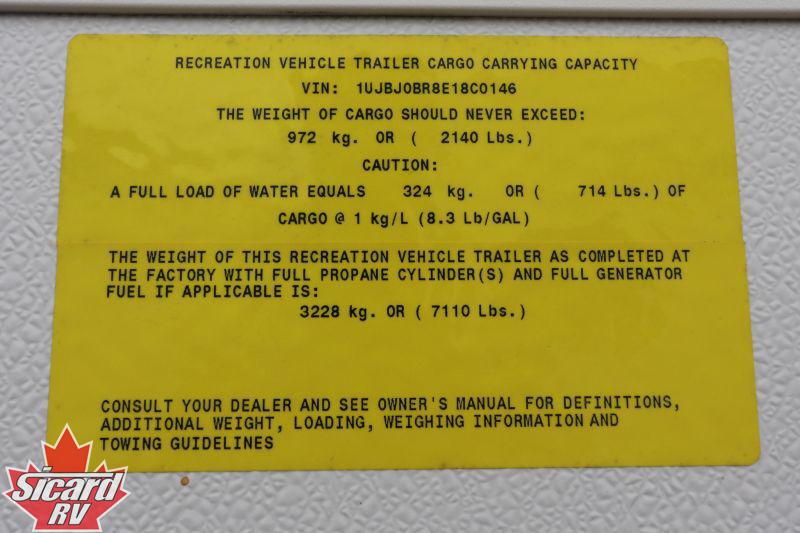 RECREATION VEHICLE TRAILER CARGO CARRYING CAPACITY
VIN: 1UJBJ0BR8E18C0146
THE WEIGHT OF CARGO SHOULD NEVER EXCEED:
972 kg. OR ( 2140 Lbs.)
CAUTION:
A FULL LOAD OF WATER EQUALS 324 kg. OR ( 714 Lbs.) OF
CARGO @ 1 kg/L (8.3 Lb/GAL)
THE WEIGHT OF THIS RECREATION VEHICLE TRAILER AS COMPLETED AT
THE FACTORY WITH FULL PROPANE CYLINDER(S) AND FULL GENERATOR
FUEL IF APPLICABLE IS:
3228 kg. OR ( 7110 Lbs.)
CONSULT YOUR DEALER AND SEE OWNER'S MANUAL FOR DEFINITIONS,
ADDITIONAL WEIGHT, LOADING, WEIGHING INFORMATION AND
TOWING GUIDELINES
Sicard
RV